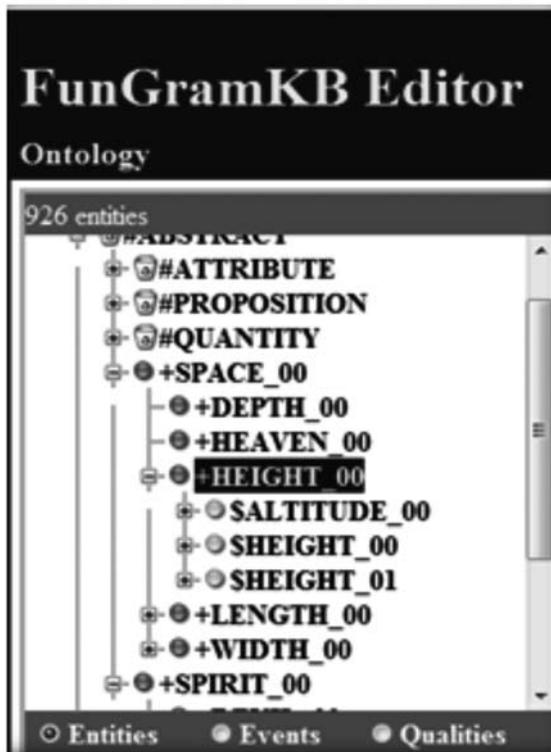 FunGramKB Editor
Ontology
926 entities
#ABSTRACT
#ATTRIBUTE
#PROPOSITION
#QUANTITY
+SPACE_00
+DEPTH_00
+HEAVEN_00
+HEIGHT_00
$ALTITUDE_00
$HEIGHT_00
$HEIGHT_01
+LENGTH_00
+WIDTH_00
+SPIRIT_00
Entities Events Qualities